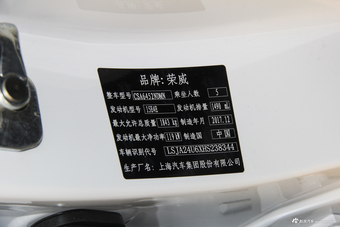 品牌:荣威
整车型号 CSA6452NDMN 乘坐人数 5
发动机型号 15E4E 发动机排量 1490 mL
最大允许总质量 1843 kg 制造年月 2017.12
发动机最大净功率 119 kW 制造国 中国
车辆识别代号 LSJA24U6XHS238344
生产厂名: 上海汽车集团股份有限公司